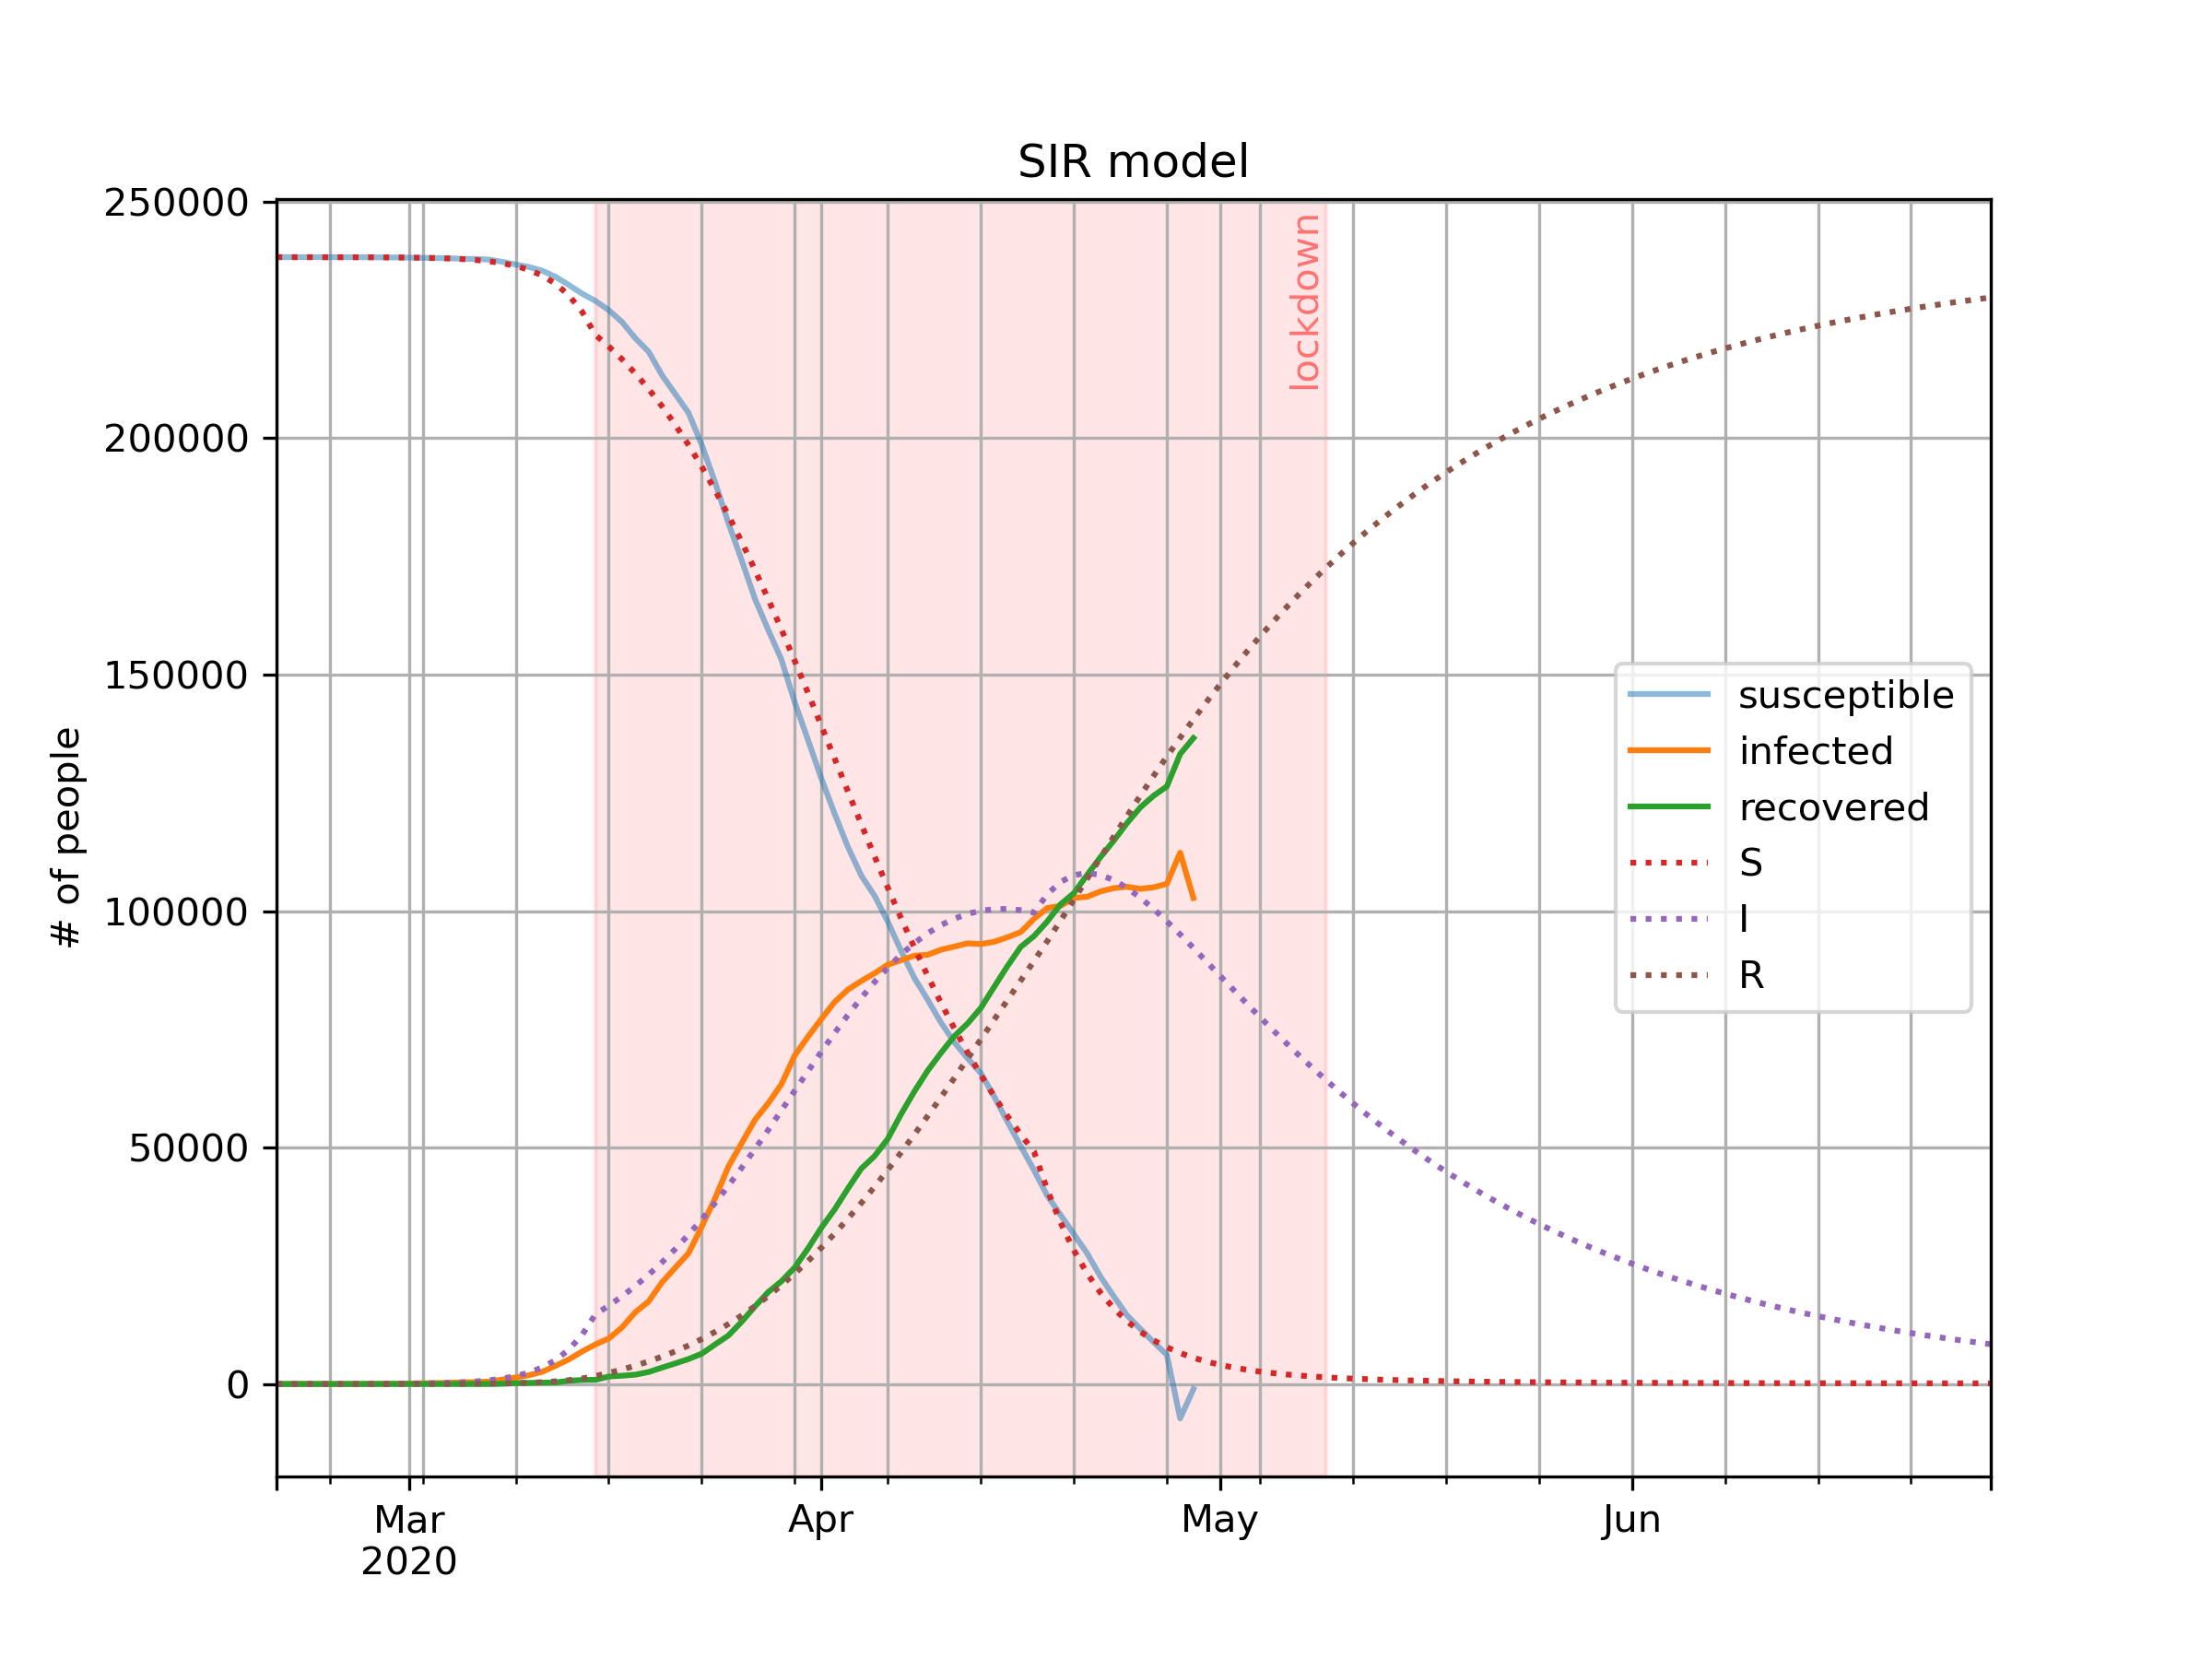 SIR model
250000
200000
150000
100000
50000
0
# of people
lockdown
susceptible
infected
recovered
S
I
R
Mar
2020
Apr
May
Jun